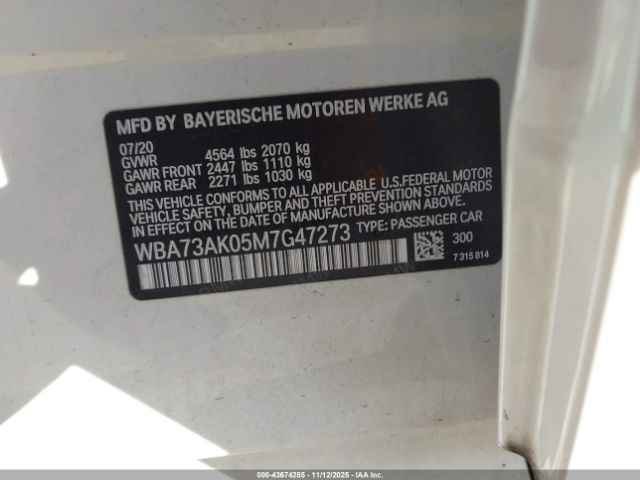 MFD BY BAYERISCHE MOTOREN WERKE AG
07/20
GVWR 4564 lbs 2070 kg
GAWR FRONT 2447 lbs 1110 kg
GAWR REAR 2271 lbs 1030 kg
THIS VEHICLE CONFORMS TO ALL APPLICABLE U.S.FEDERAL MOTOR
VEHICLE SAFETY, BUMPER AND THEFT PREVENTION STANDARDS
IN EFFECT ON THE DATE OF MANUFACTURE SHOWN ABOVE.
WBA73AK05M7G47273 TYPE: PASSENGER CAR
300
7 315 814
000-43674285 - 11/12/2025 - IAA Inc.